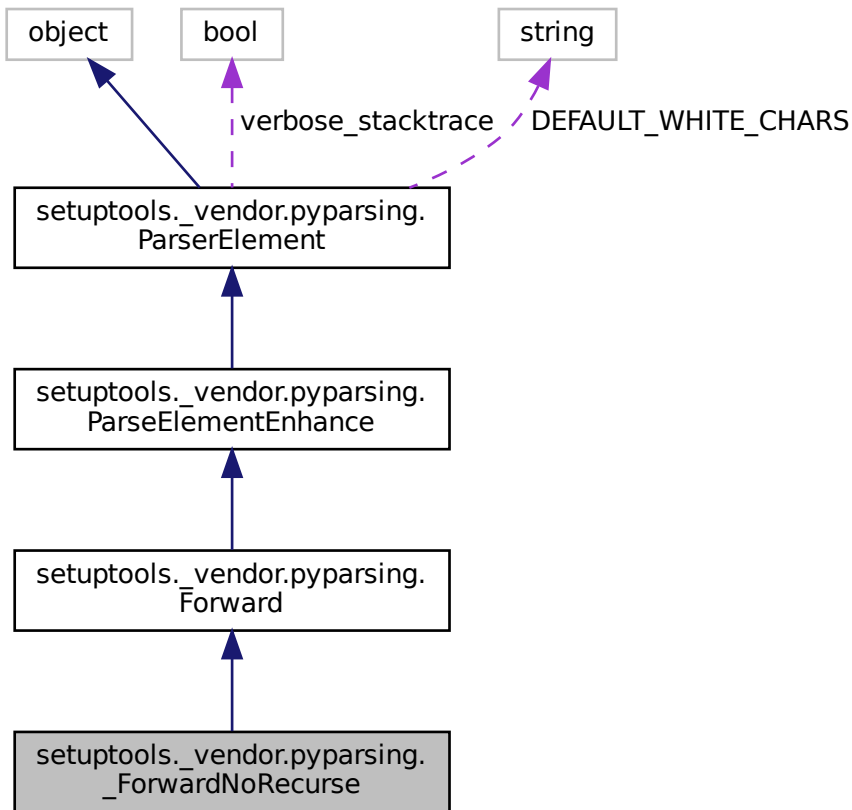 object
bool
string
verbose_stacktrace
DEFAULT_WHITE_CHARS
setuptools._vendor.pyparsing.
ParserElement
setuptools._vendor.pyparsing.
ParseElementEnhance
setuptools._vendor.pyparsing.
Forward
setuptools._vendor.pyparsing.
_ForwardNoRecurse